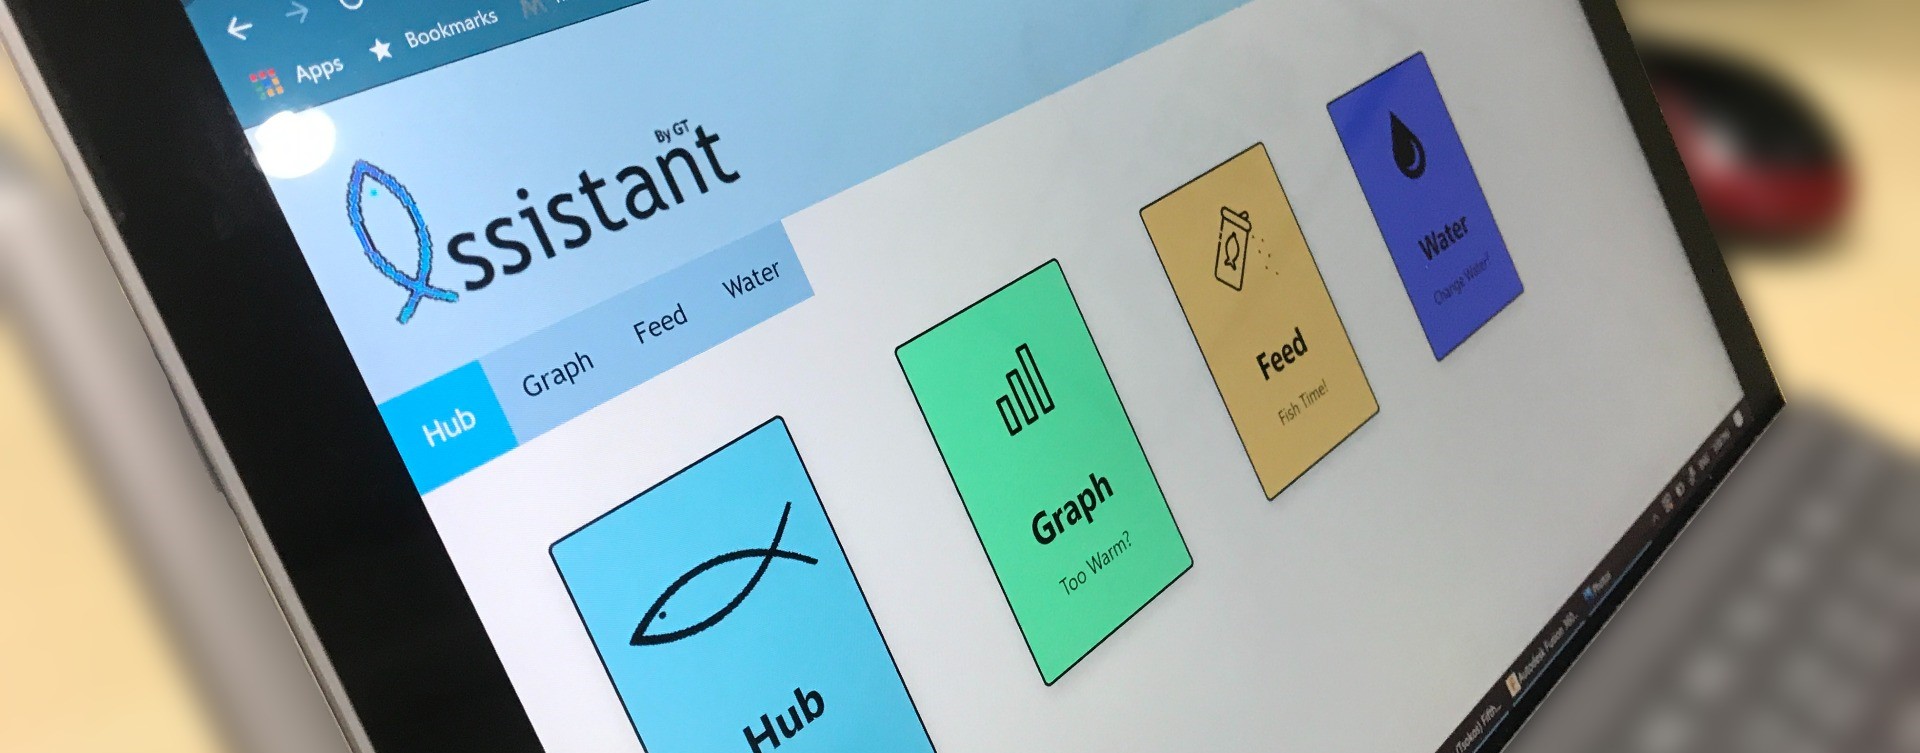 Apps
Bookmarks
By GT
ssistant
Hub
Graph
Feed
Water
Hub
Graph
Too Warm?
Feed
Fish Time!
Water
Change Water!
Autodesk Fusion 360...
Photos